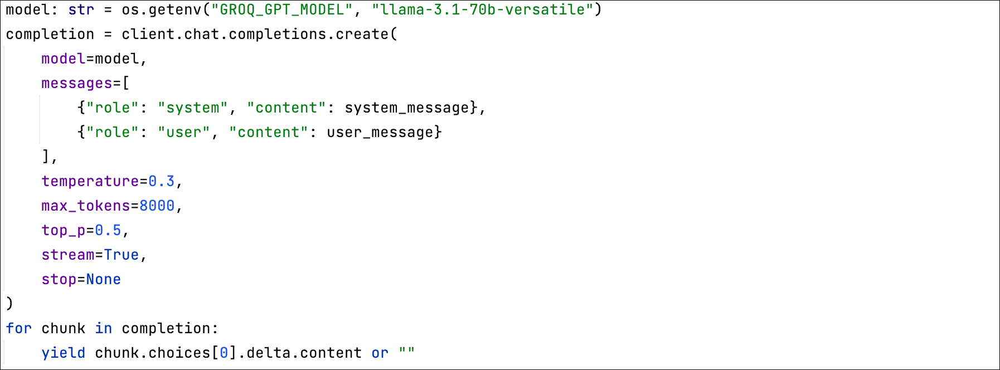 model: str = os.getenv("GROQ_GPT_MODEL", "llama-3.1-70b-versatile")
completion = client.chat.completions.create(
    model=model,
    messages=[
        {"role": "system", "content": system_message},
        {"role": "user", "content": user_message}
    ],
    temperature=0.3,
    max_tokens=8000,
    top_p=0.5,
    stream=True,
    stop=None
)
for chunk in completion:
    yield chunk.choices[0].delta.content or ""